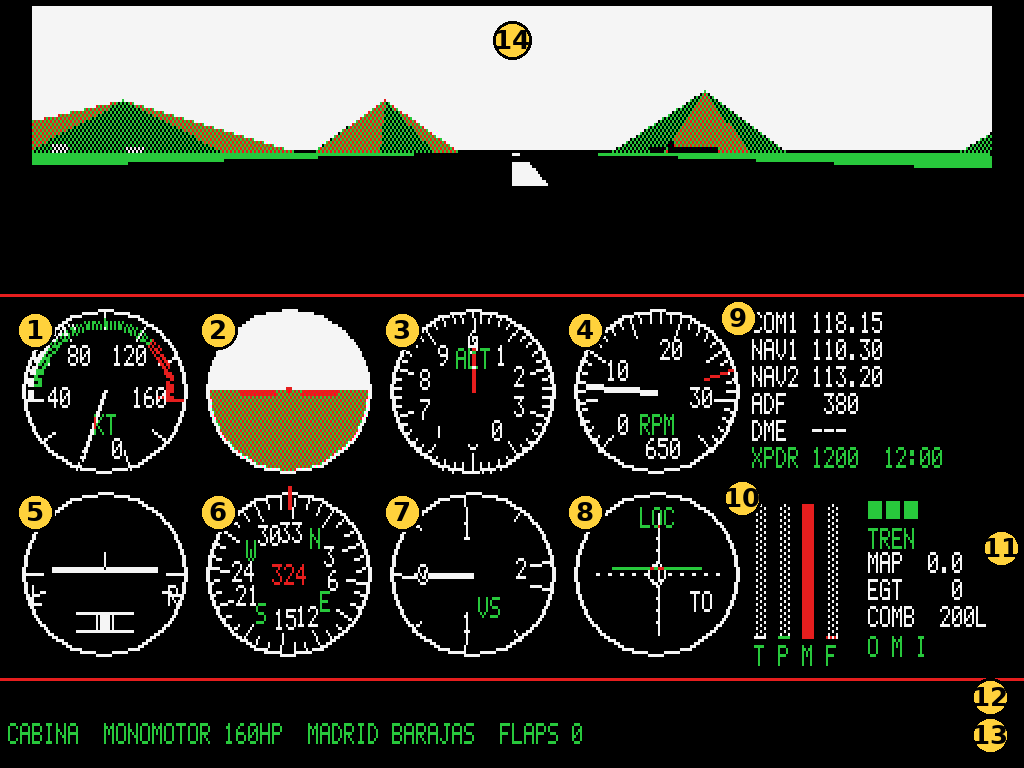 14
1
80 120
40 160
KT
0
2
3
0
9 ALT 1
8 2
7 3
0
4
20
10
30
0 RPM
650
9
COM1 118.15
NAV1 110.30
NAV2 113.20
ADF 380
DME ---
XPDR 1200 12:00
5
L R
6
30 33 N
W 3
24 324 6
21 E
S 15 12
7
1
0 2
VS
1
8
LOC
TO
10
T P M F
11
TREN
MAP 0.0
EGT 0
COMB 200L
O M I
12
13
CABINA MONOMOTOR 160HP MADRID BARAJAS FLAPS 0